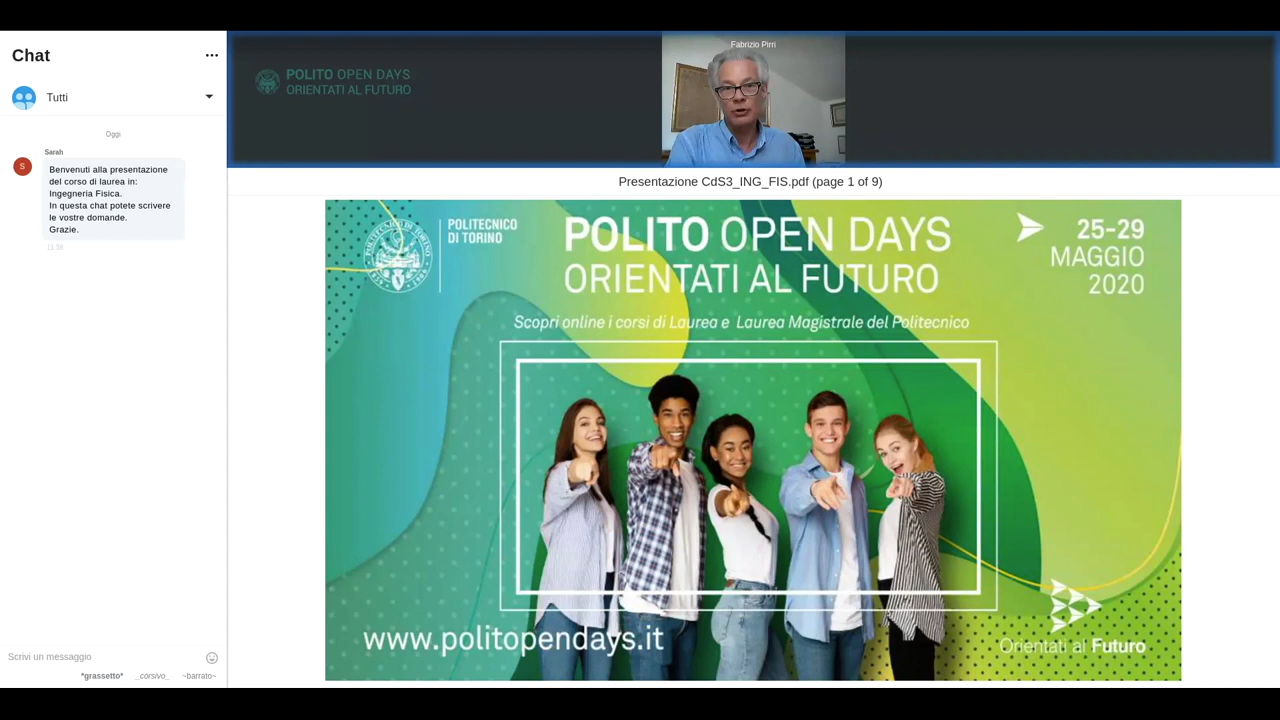 Chat
Tutti
Oggi
Sarah
S
Benvenuti alla presentazione
del corso di laurea in:
Ingegneria Fisica.
In questa chat potete scrivere
le vostre domande.
Grazie.
Scrivi un messaggio
*grassetto* _corsivo_ ~barrato~
POLITO OPEN DAYS
ORIENTATI AL FUTURO
Fabrizio Pirri
Presentazione CdS3_ING_FIS.pdf (page 1 of 9)
POLITECNICO
DI TORINO
POLITO OPEN DAYS
ORIENTATI AL FUTURO
25-29
MAGGIO
2020
Scopri online i corsi di Laurea e Laurea Magistrale del Politecnico
www.politopendays.it
Orientati al Futuro